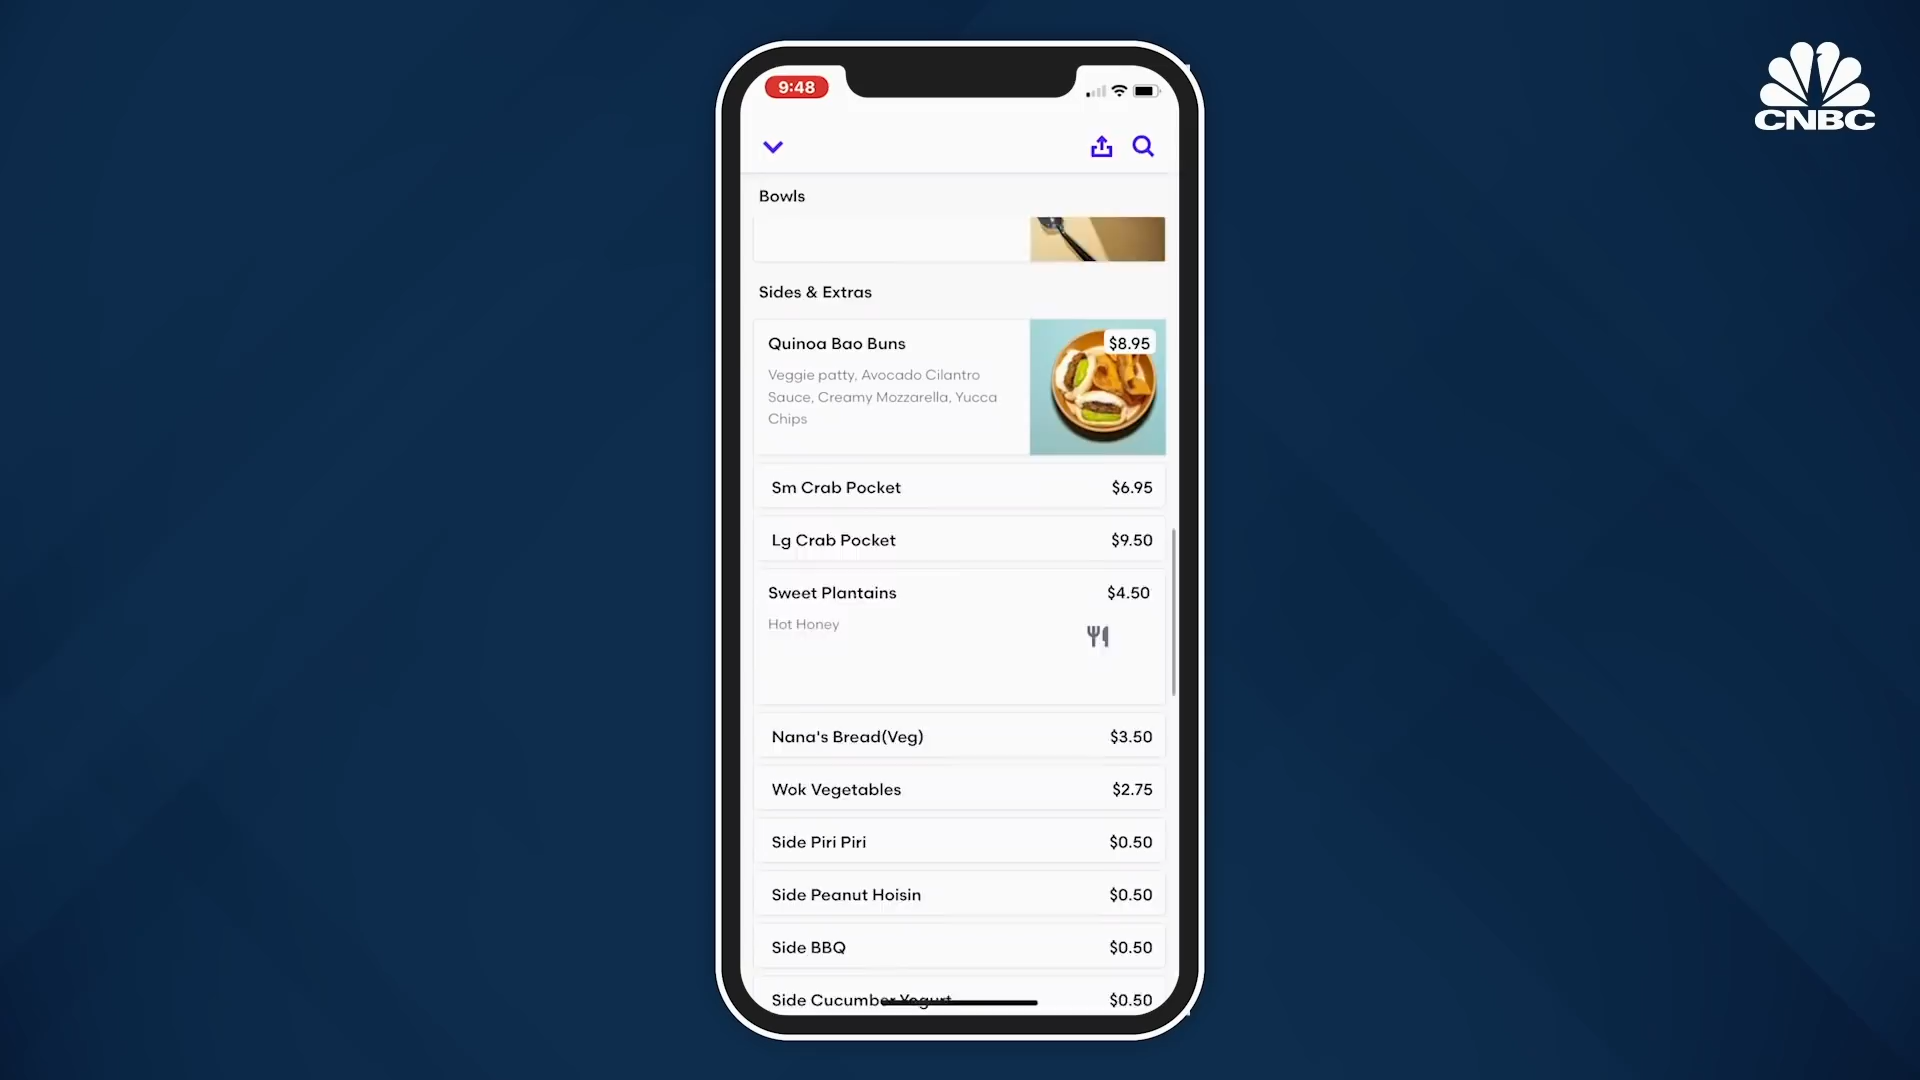 9:48
CNBC
Bowls
Sides & Extras
Quinoa Bao Buns
$8.95
Veggie patty, Avocado Cilantro
Sauce, Creamy Mozzarella, Yucca
Chips
Sm Crab Pocket $6.95
Lg Crab Pocket $9.50
Sweet Plantains $4.50
Hot Honey
Nana's Bread(Veg) $3.50
Wok Vegetables $2.75
Side Piri Piri $0.50
Side Peanut Hoisin $0.50
Side BBQ $0.50
Side Cucumber Yogurt $0.50